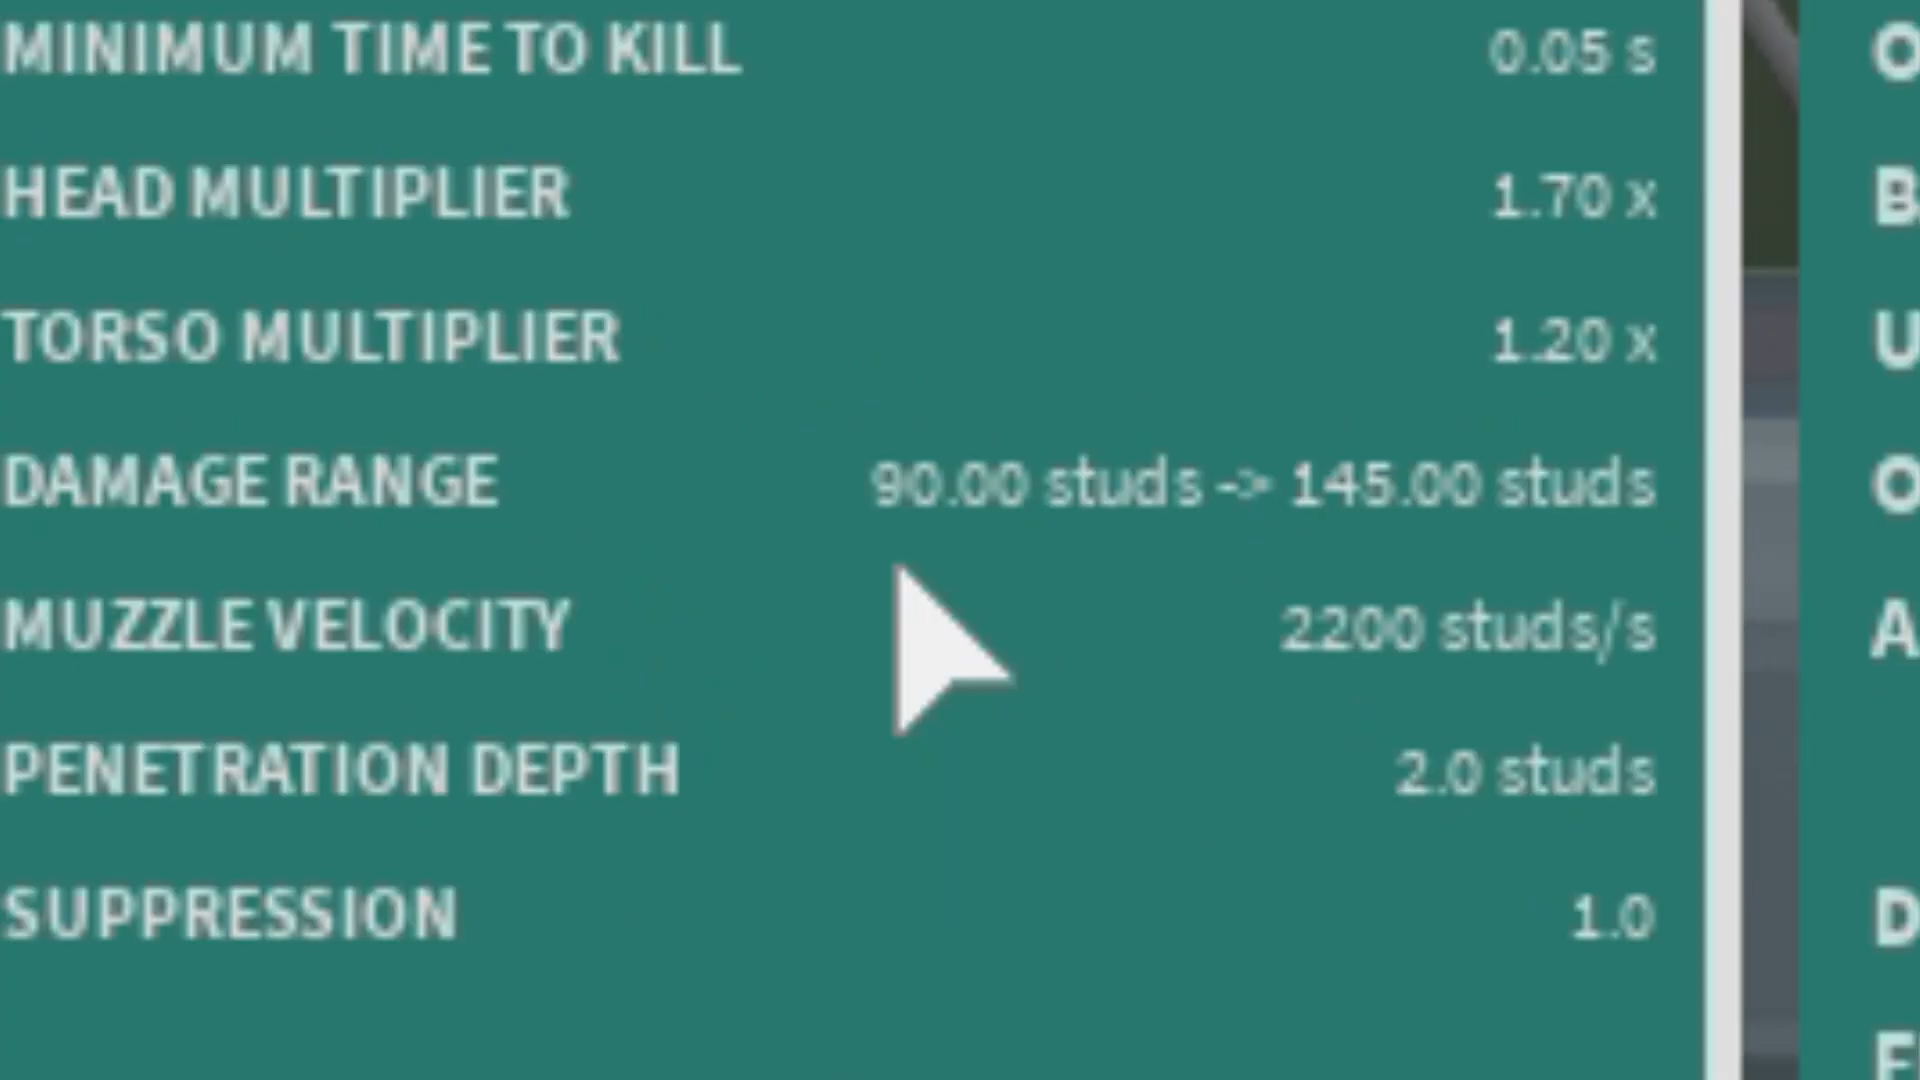 MINIMUM TIME TO KILL 0.05 s
HEAD MULTIPLIER 1.70 x
TORSO MULTIPLIER 1.20 x
DAMAGE RANGE 90.00 studs -> 145.00 studs
MUZZLE VELOCITY 2200 studs/s
PENETRATION DEPTH 2.0 studs
SUPPRESSION 1.0